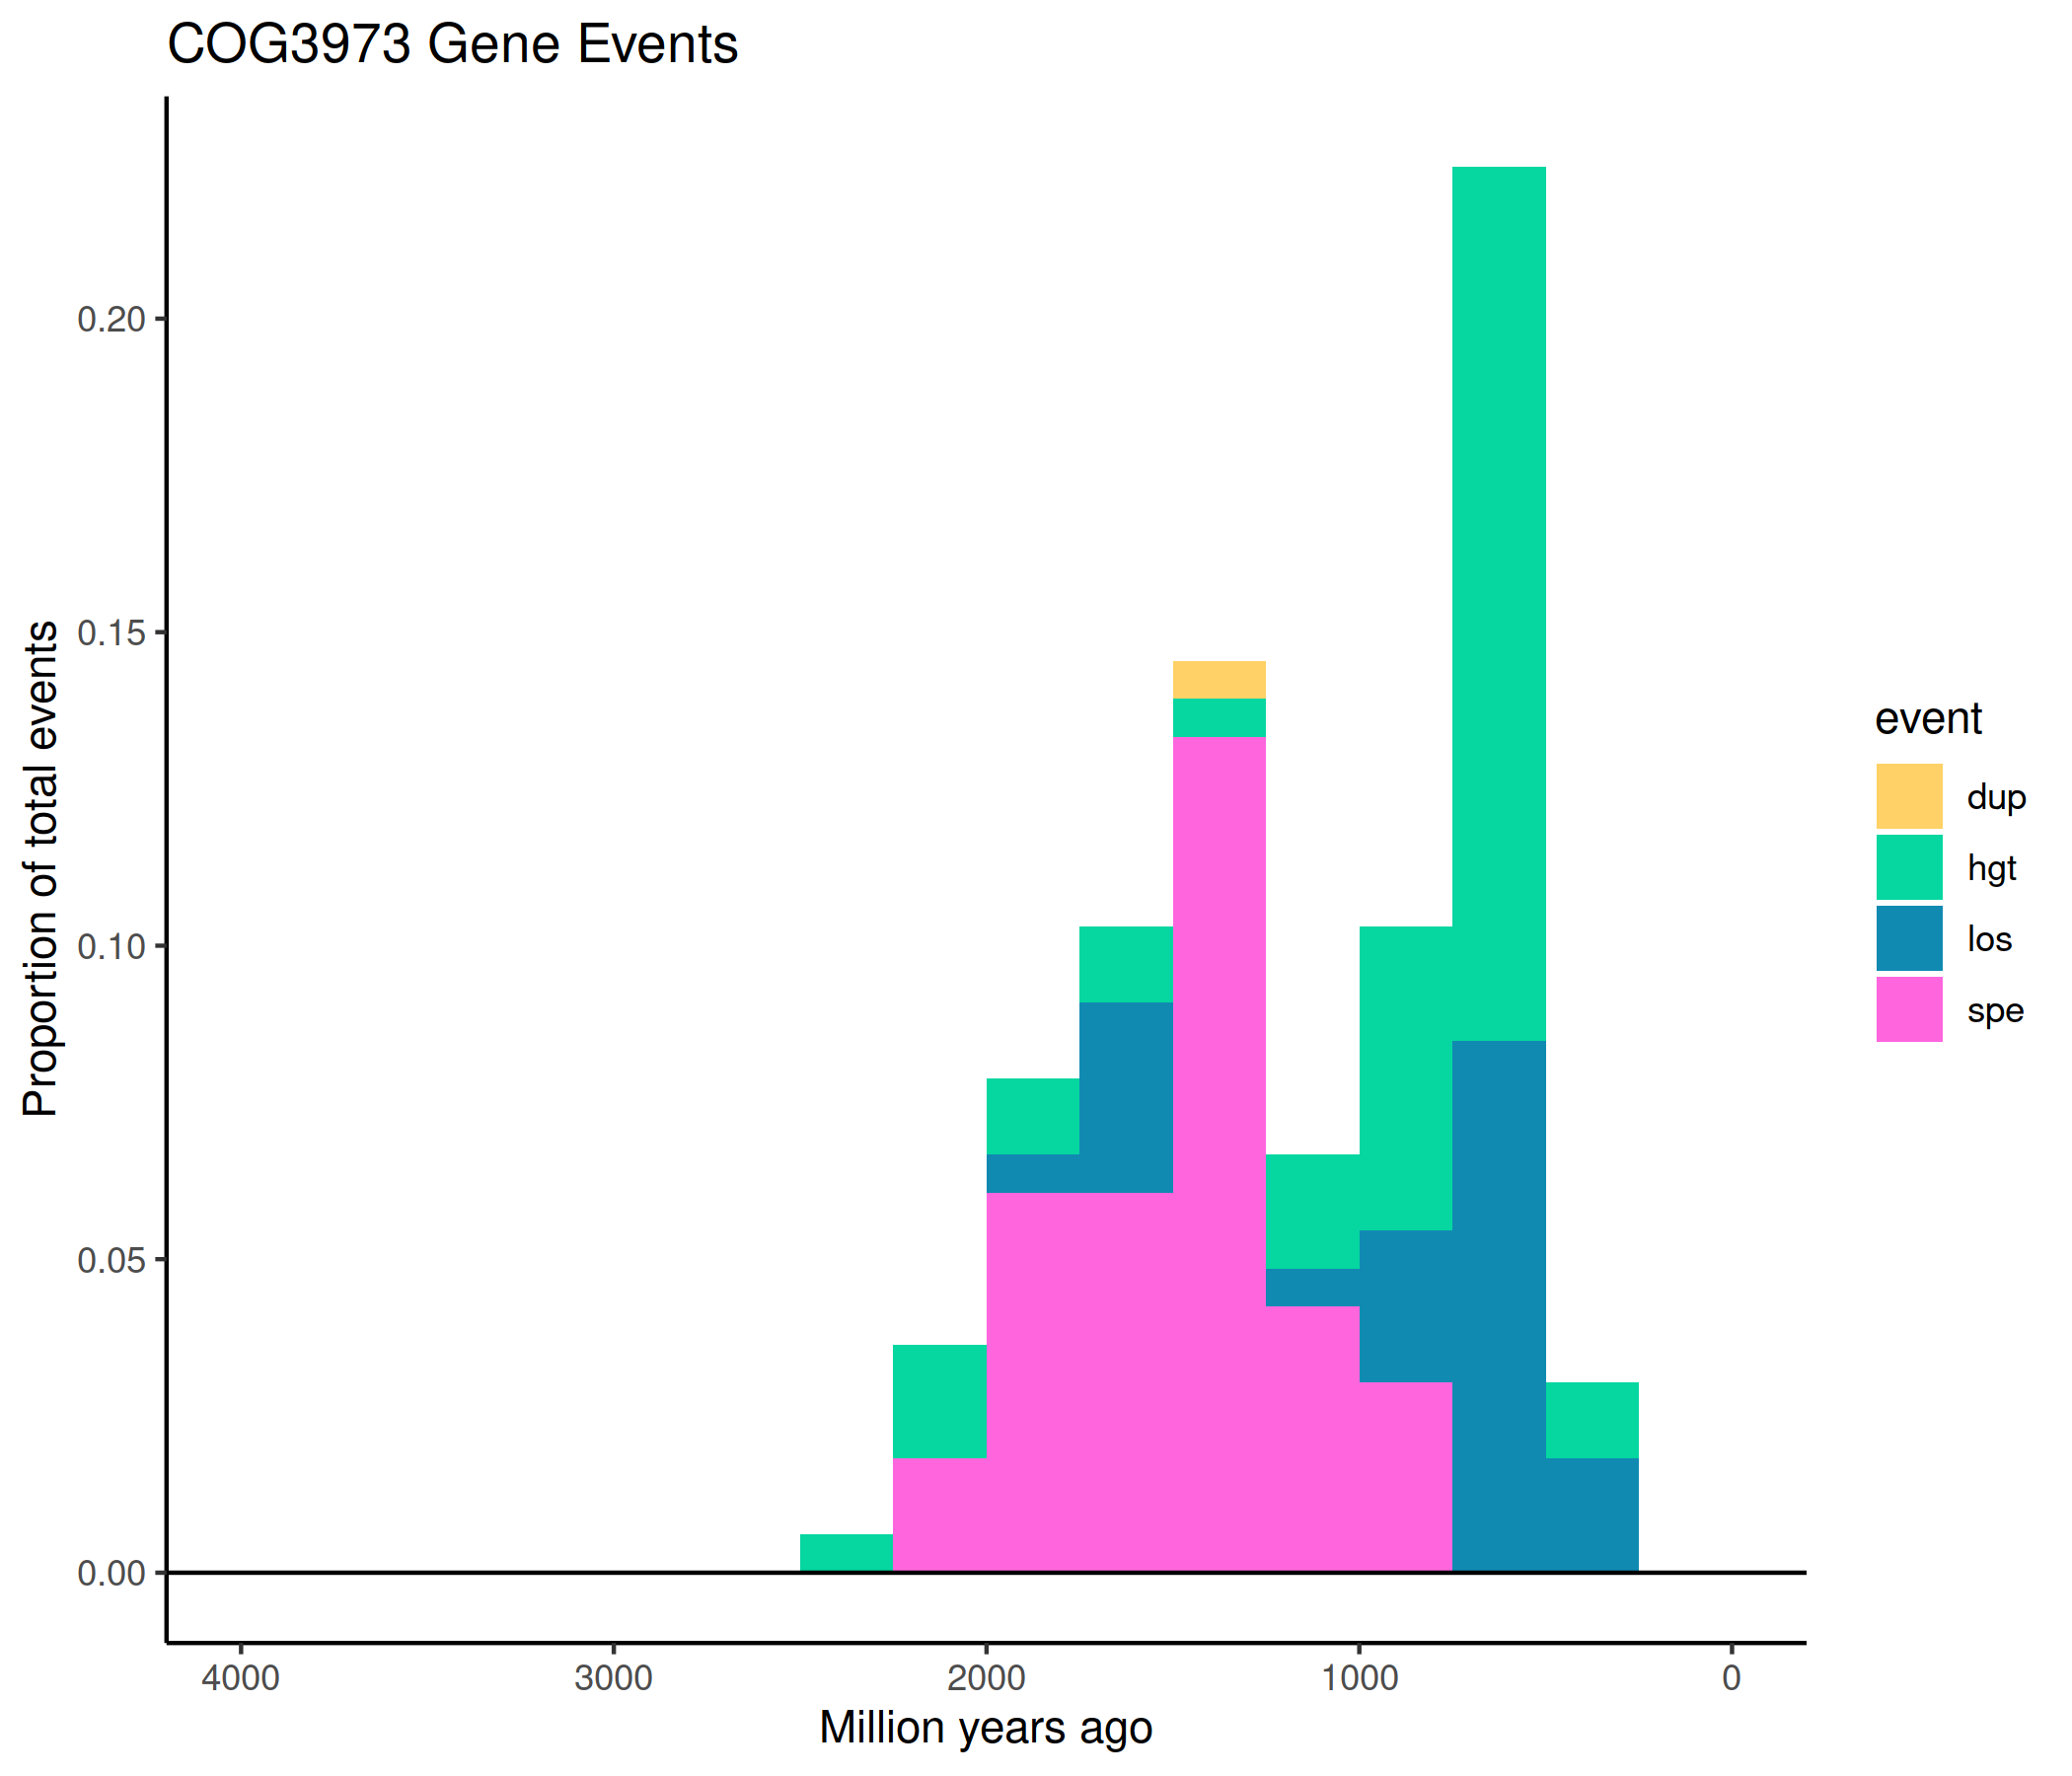 COG3973 Gene Events
Proportion of total events
0.20
0.15
0.10
0.05
0.00
4000 3000 2000 1000 0
Million years ago
event
dup
hgt
los
spe